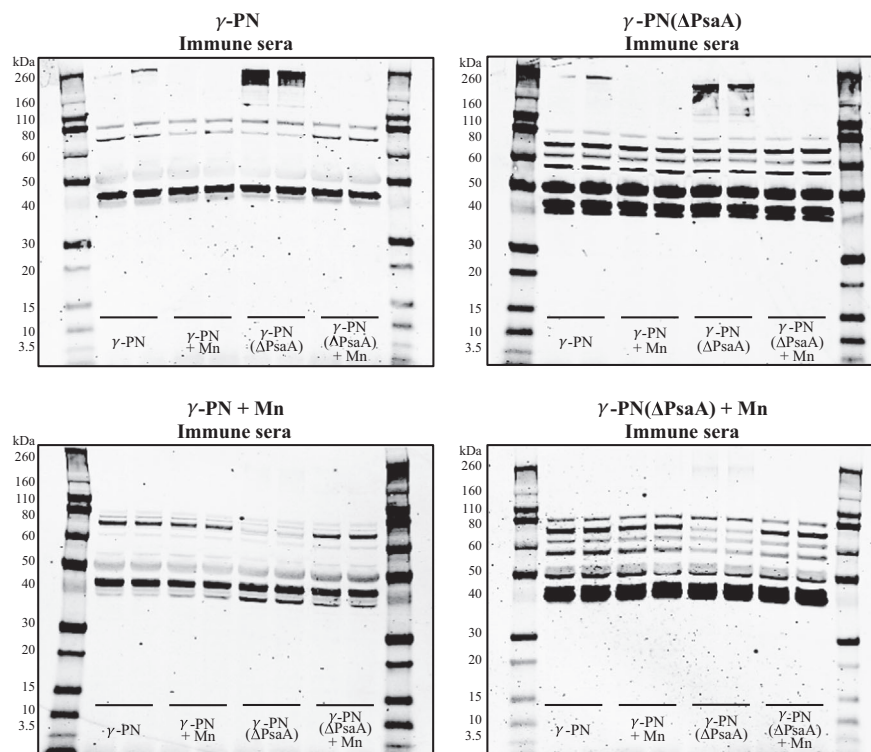 γ-PN
Immune sera
kDa
260
160
110
80
60
50
40
30
20
15
10
3.5
γ-PN
γ-PN
+ Mn
γ-PN
(ΔPsaA)
γ-PN
(ΔPsaA)
+ Mn
γ-PN(ΔPsaA)
Immune sera
kDa
260
160
110
80
60
50
40
30
20
15
10
3.5
γ-PN
γ-PN
+ Mn
γ-PN
(ΔPsaA)
γ-PN
(ΔPsaA)
+ Mn
γ-PN + Mn
Immune sera
kDa
260
160
110
80
60
50
40
30
20
15
10
3.5
γ-PN
γ-PN
+ Mn
γ-PN
(ΔPsaA)
γ-PN
(ΔPsaA)
+ Mn
γ-PN(ΔPsaA) + Mn
Immune sera
kDa
260
160
110
80
60
50
40
30
20
15
10
3.5
γ-PN
γ-PN
+ Mn
γ-PN
(ΔPsaA)
γ-PN
(ΔPsaA)
+ Mn